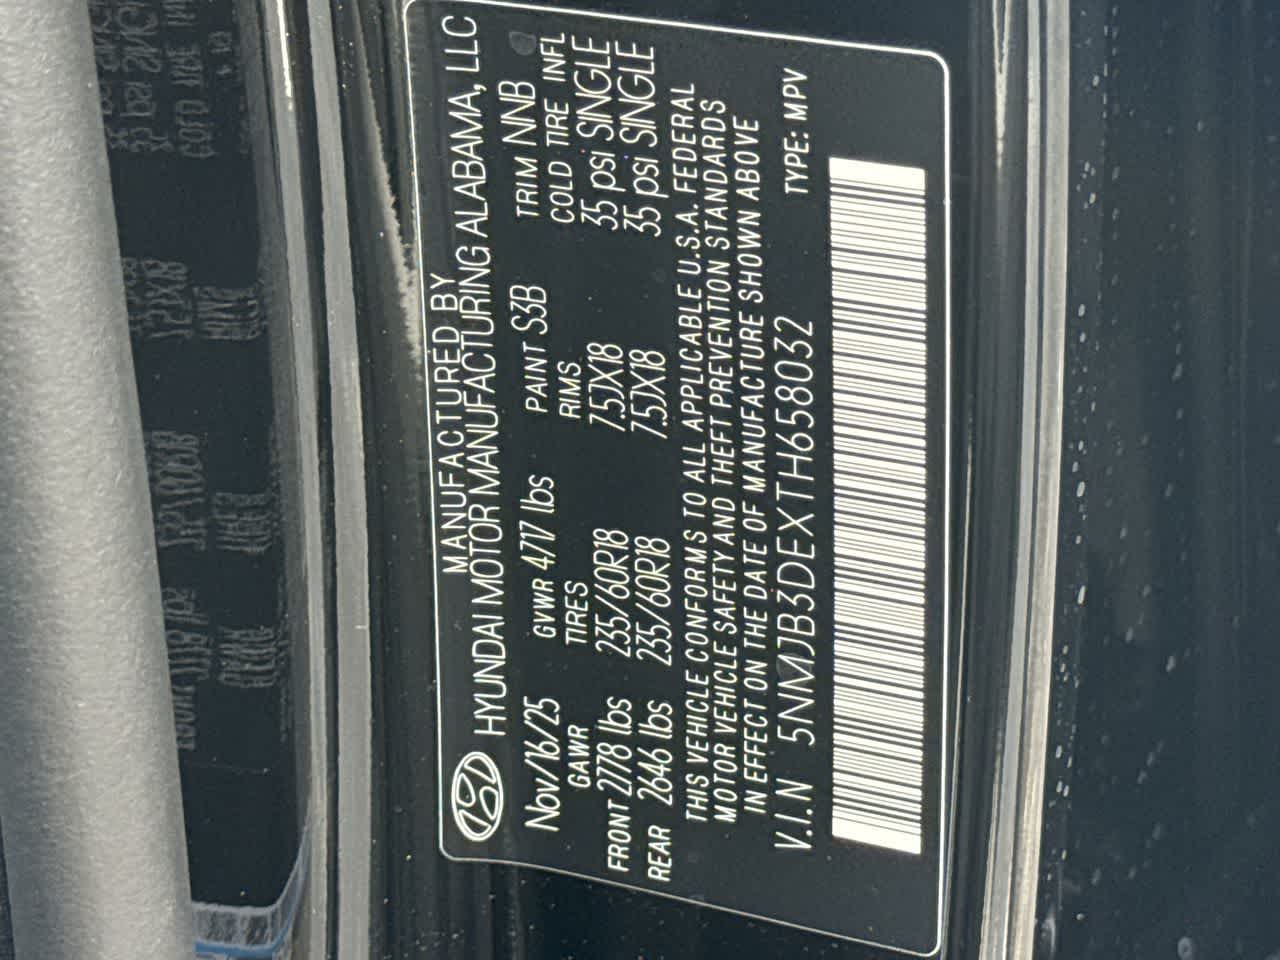 MANUFACTURED BY
HYUNDAI MOTOR MANUFACTURING ALABAMA, LLC
Nov/16/25 GVWR 4717 lbs PAINT S3B TRIM NNB
GAWR TIRES RIMS COLD TIRE INFL
FRONT 2778 lbs 235/60R18 7.5JX18 35 psi SINGLE
REAR 2646 lbs 235/60R18 7.5JX18 35 psi SINGLE
THIS VEHICLE CONFORMS TO ALL APPLICABLE U.S.A. FEDERAL
MOTOR VEHICLE SAFETY AND THEFT PREVENTION STANDARDS
IN EFFECT ON THE DATE OF MANUFACTURE SHOWN ABOVE
V.I.N 5NMJB3DEXTH658032 TYPE: MPV